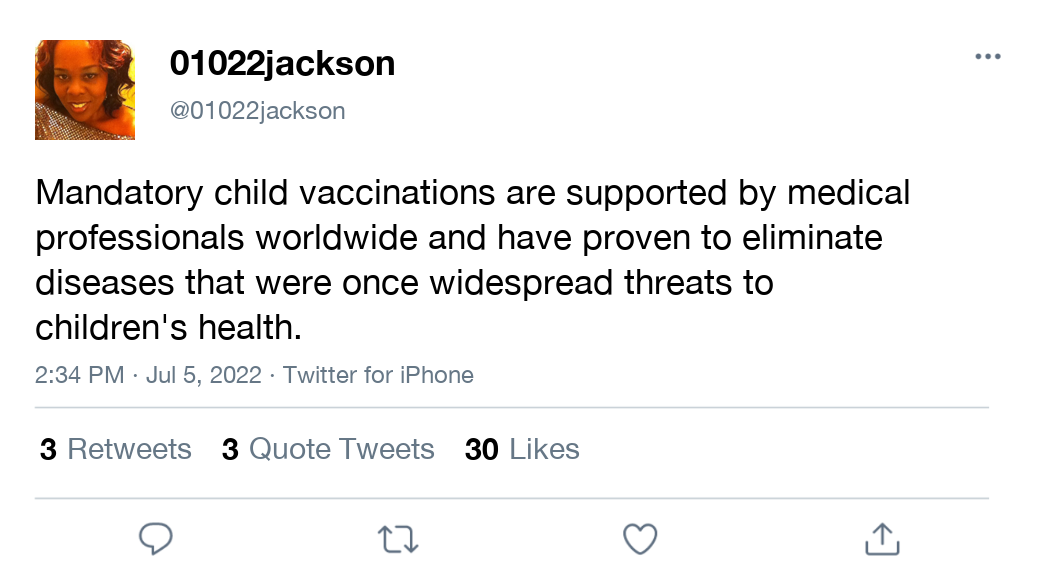 01022jackson
@01022jackson
Mandatory child vaccinations are supported by medical
professionals worldwide and have proven to eliminate
diseases that were once widespread threats to
children's health.
2:34 PM · Jul 5, 2022 · Twitter for iPhone
3 Retweets 3 Quote Tweets 30 Likes